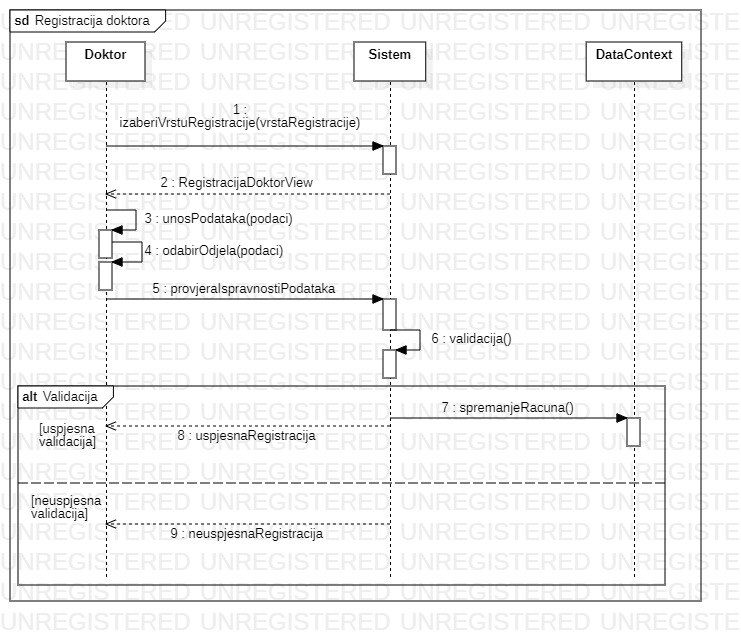 sd Registracija doktora
Doktor
Sistem
DataContext
1 :
izaberiVrstuRegistracije(vrstaRegistracije)
2 : RegistracijaDoktorView
3 : unosPodataka(podaci)
4 : odabirOdjela(podaci)
5 : provjeraIspravnostiPodataka
6 : validacija()
alt Validacija
7 : spremanjeRacuna()
[uspjesna
validacija]
8 : uspjesnaRegistracija
[neuspjesna
validacija]
9 : neuspjesnaRegistracija
UNREGISTERED UNREGISTERED UNREGISTERED UNREGISTERED